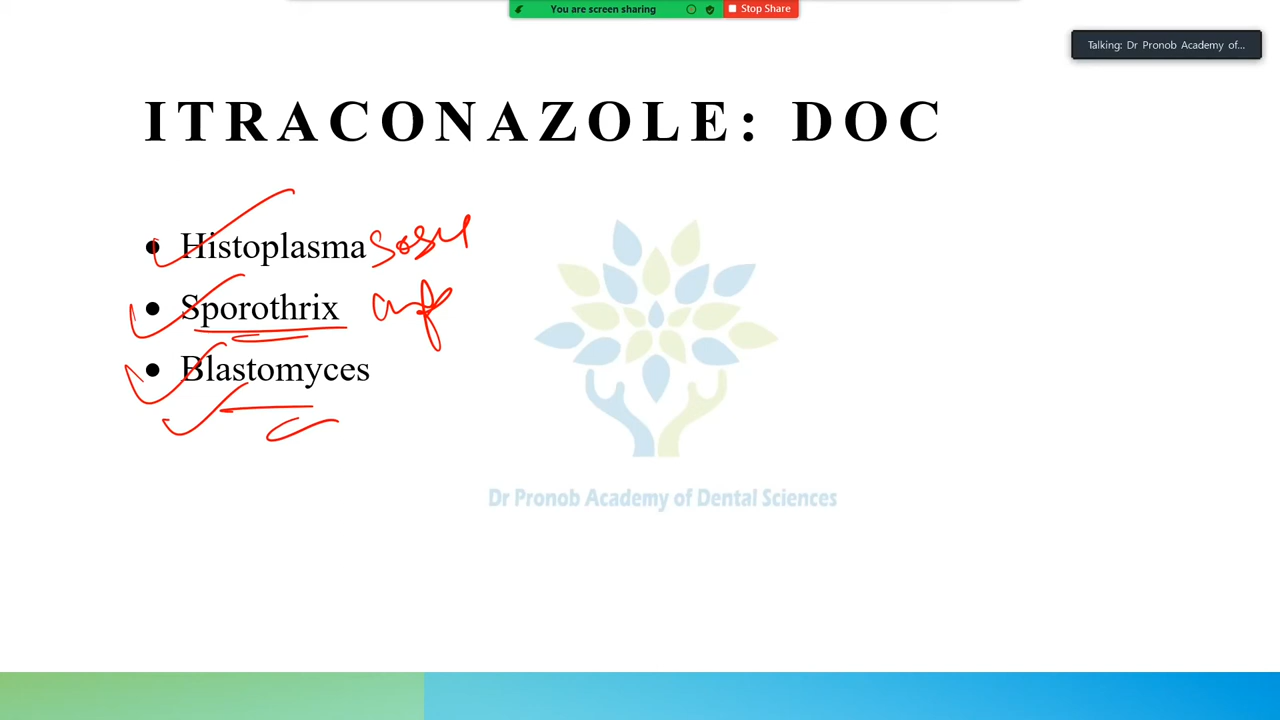 You are screen sharing
Stop Share
Talking: Dr Pronob Academy of...
ITRACONAZOLE: DOC
• Histoplasma
• Sporothrix
• Blastomyces
Dr Pronob Academy of Dental Sciences